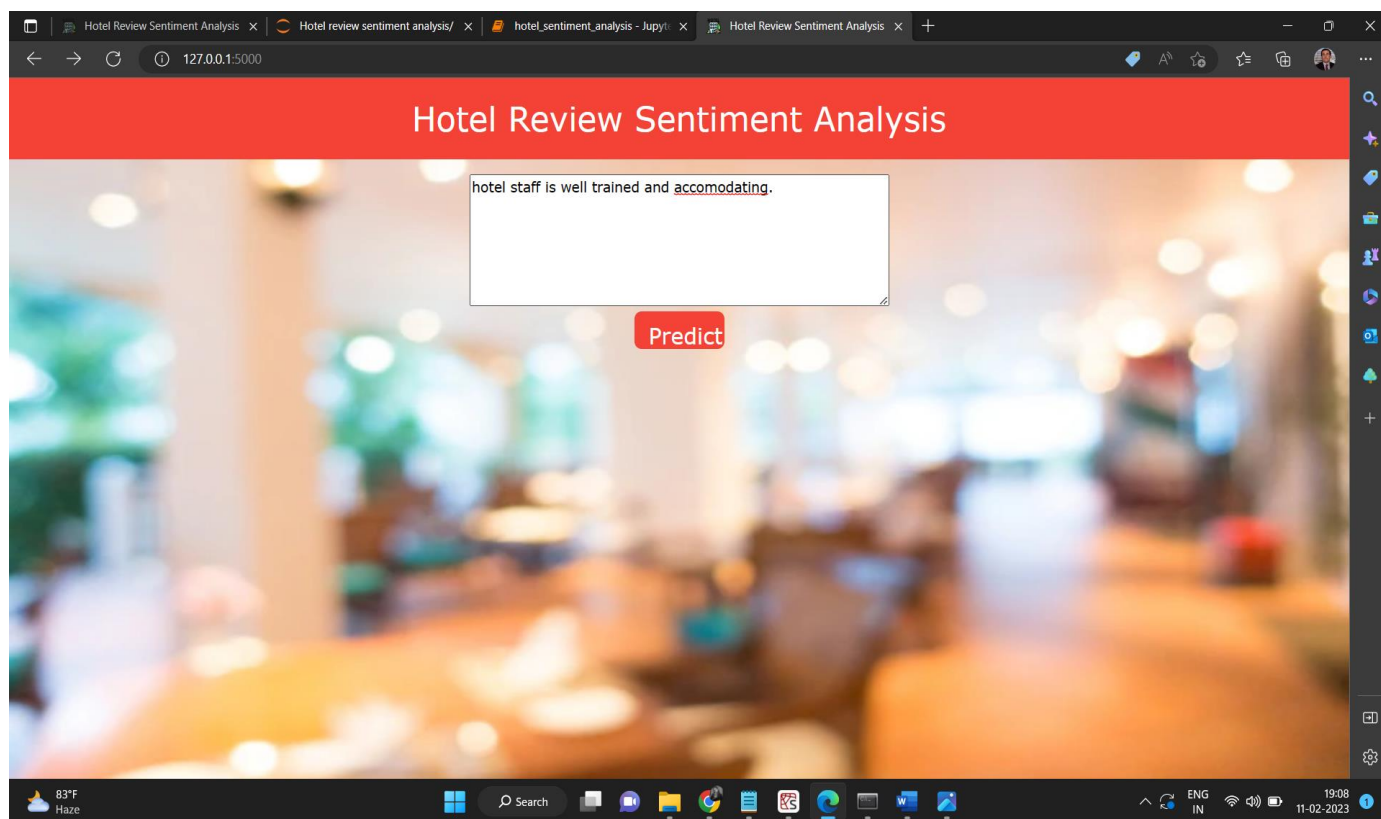 Hotel Review Sentiment Analysis
Hotel review sentiment analysis/
hotel_sentiment_analysis - Jupyte
Hotel Review Sentiment Analysis
127.0.0.1:5000
Hotel Review Sentiment Analysis
hotel staff is well trained and accomodating.
Predict
83°F
Haze
Search
ENG
IN
19:08
11-02-2023
1